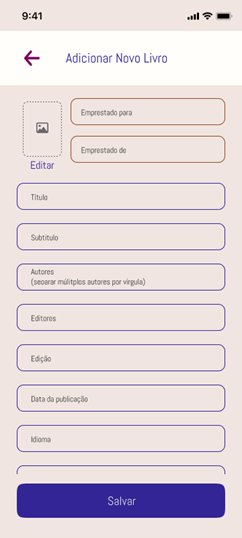 9:41
Adicionar Novo Livro
Emprestado para
Emprestado de
Editar
Título
Subtítulo
Autores
(seoarar múlitplos autores por vírgula)
Editores
Edição
Data da publicação
Idioma
Salvar